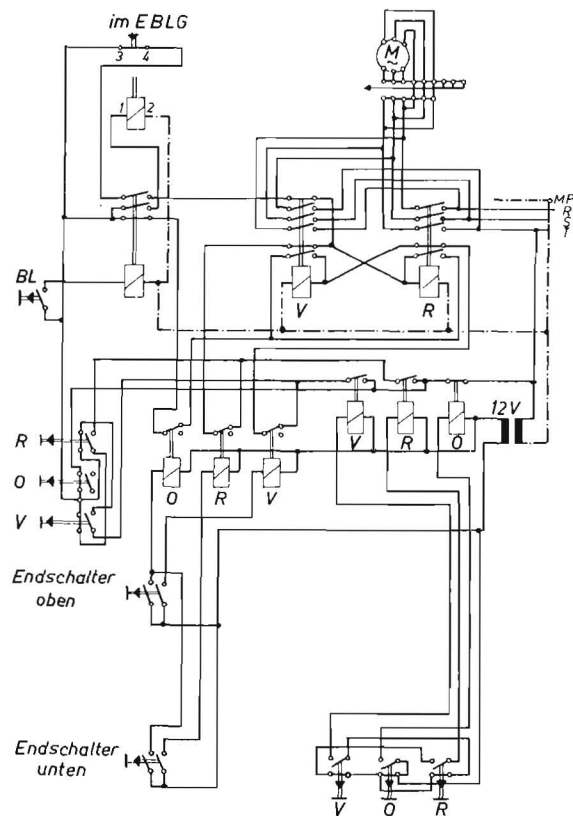 im EBLG
3 4
M
~
1 2
MP
R
S
T
BL
V R
12V
V R O
R
O
V
O R V
Endschalter
oben
Endschalter
unten
V O R